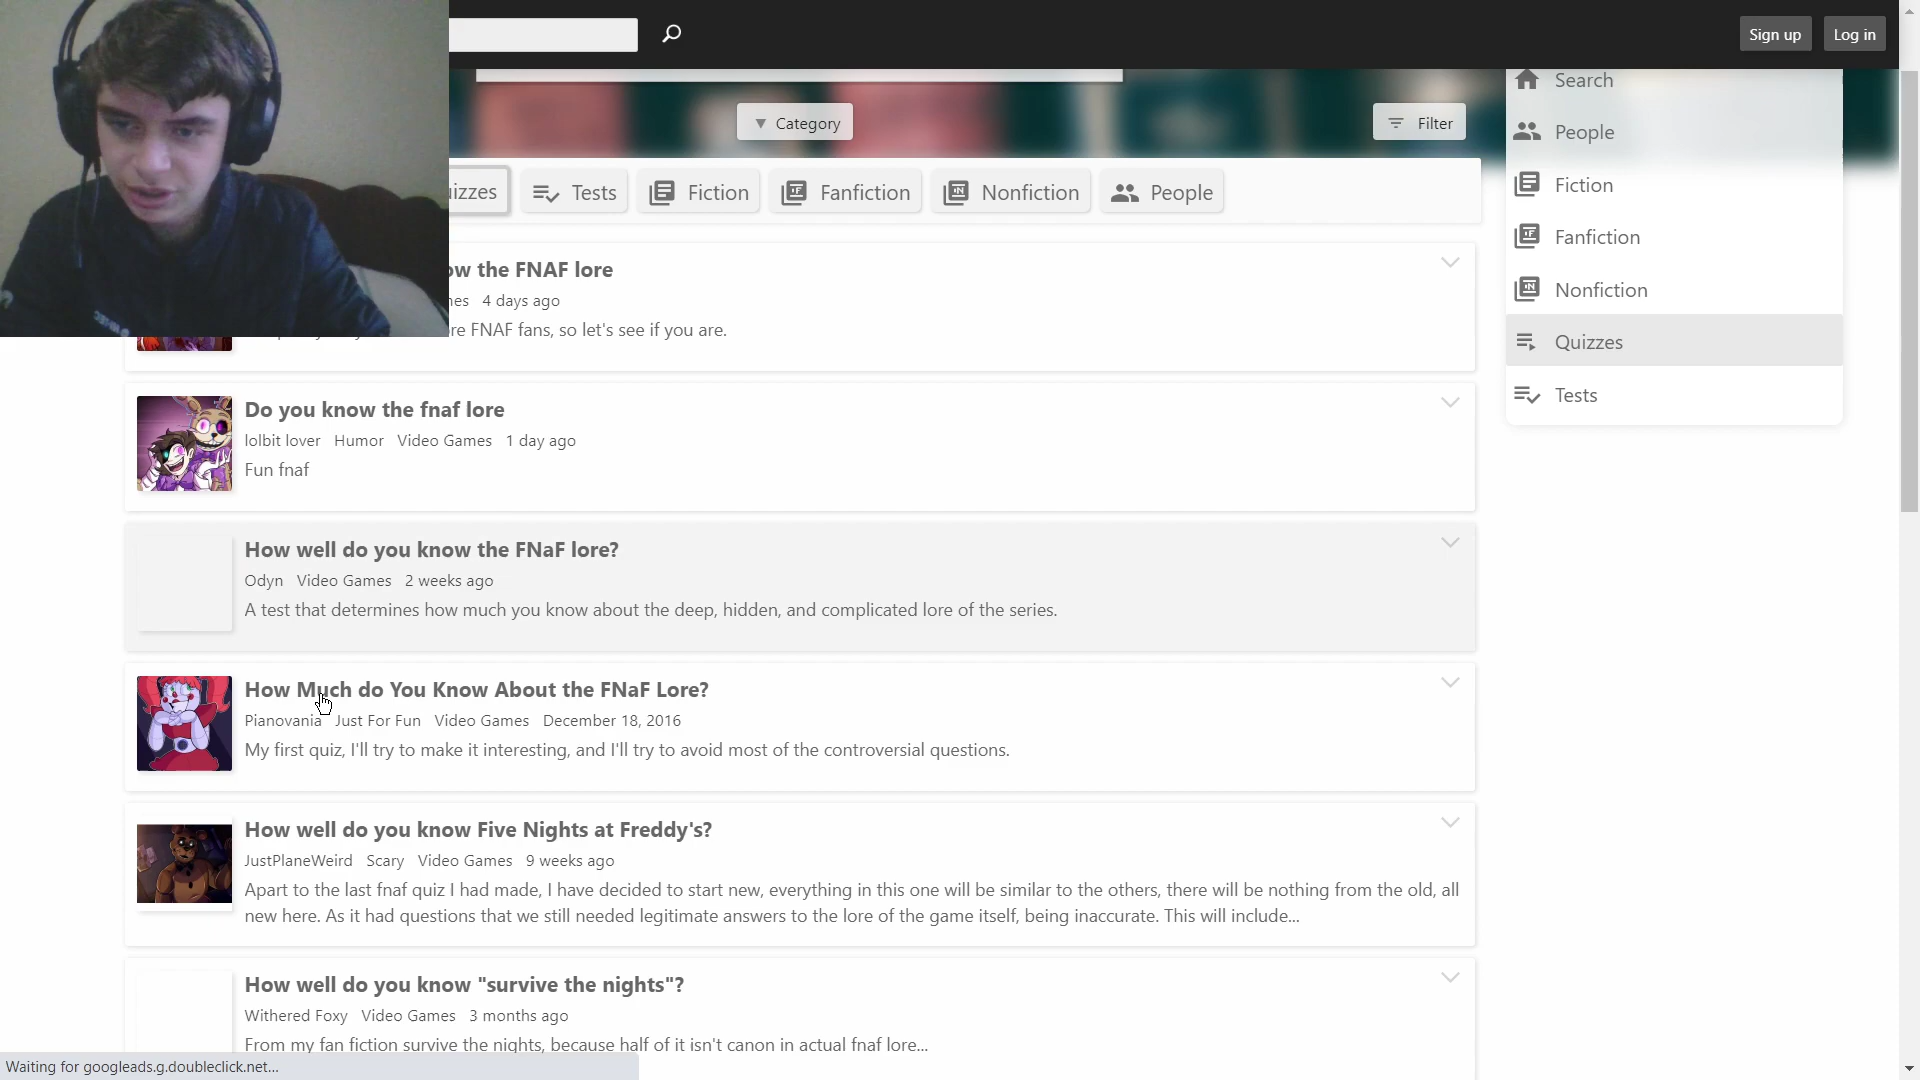 Sign up
Log in
Search
Category
Filter
People
uizzes
Tests
Fiction
Fanfiction
Nonfiction
People
Fiction
Fanfiction
Nonfiction
Quizzes
Tests
ow the FNAF lore
nes 4 days ago
re FNAF fans, so let's see if you are.
Do you know the fnaf lore
lolbit lover Humor Video Games 1 day ago
Fun fnaf
How well do you know the FNaF lore?
Odyn Video Games 2 weeks ago
A test that determines how much you know about the deep, hidden, and complicated lore of the series.
How Much do You Know About the FNaF Lore?
Pianovania Just For Fun Video Games December 18, 2016
My first quiz, I'll try to make it interesting, and I'll try to avoid most of the controversial questions.
How well do you know Five Nights at Freddy's?
JustPlaneWeird Scary Video Games 9 weeks ago
Apart to the last fnaf quiz I had made, I have decided to start new, everything in this one will be similar to the others, there will be nothing from the old, all
new here. As it had questions that we still needed legitimate answers to the lore of the game itself, being inaccurate. This will include...
How well do you know "survive the nights"?
Withered Foxy Video Games 3 months ago
From my fan fiction survive the nights, because half of it isn't canon in actual fnaf lore...
Waiting for googleads.g.doubleclick.net...